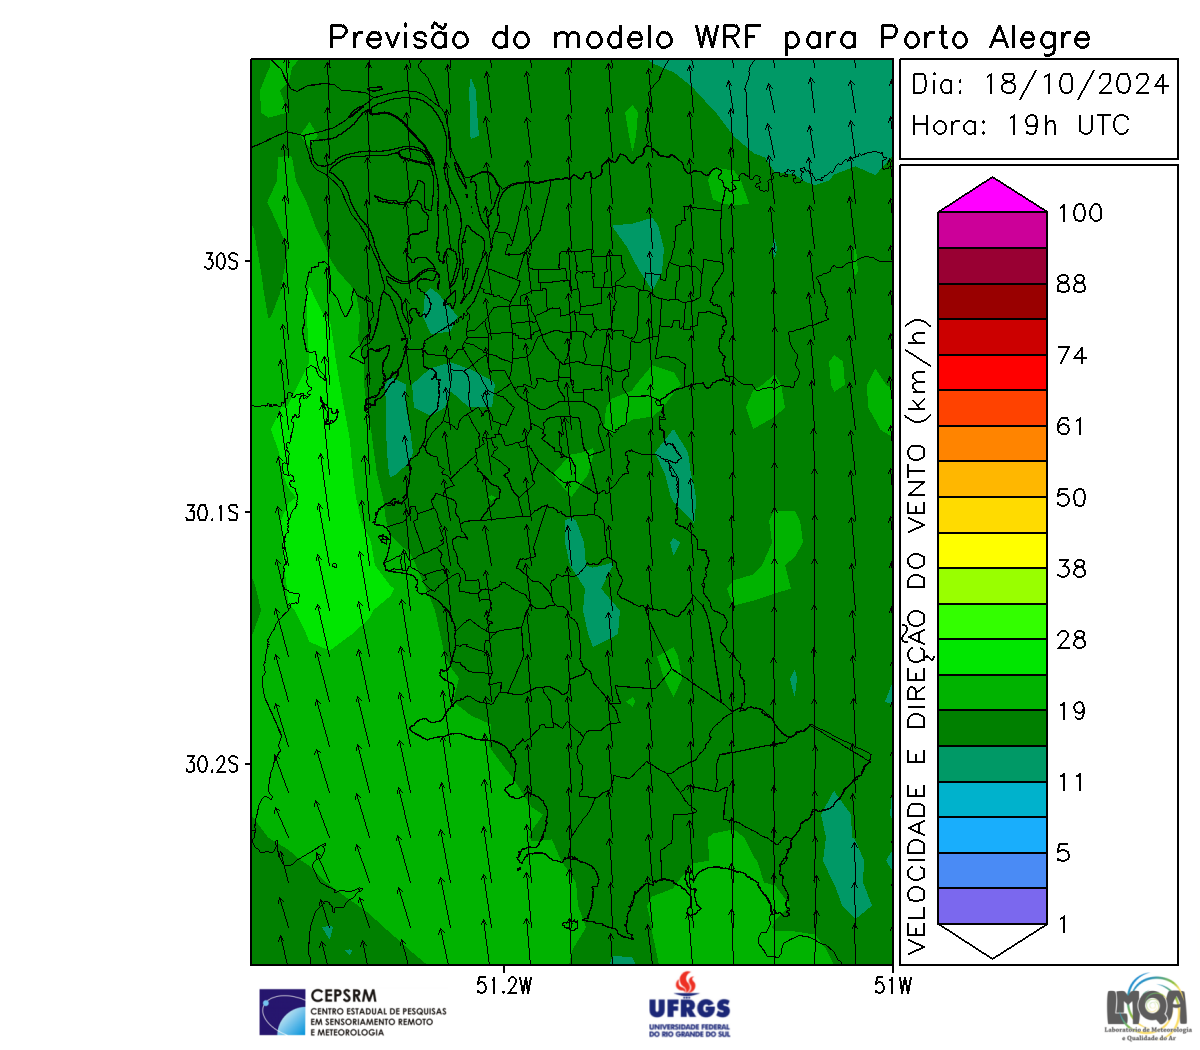 Previsão do modelo WRF para Porto Alegre
Dia: 18/10/2024
Hora: 19h UTC
30S
30.1S
30.2S
51.2W
51W
VELOCIDADE E DIREÇÃO DO VENTO (km/h)
100
88
74
61
50
38
28
19
11
5
1
CEPSRM
CENTRO ESTADUAL DE PESQUISAS
EM SENSORIAMENTO REMOTO
E METEOROLOGIA
UFRGS
UNIVERSIDADE FEDERAL
DO RIO GRANDE DO SUL
LMQA
Laboratório de Meteorologia
e Qualidade do Ar